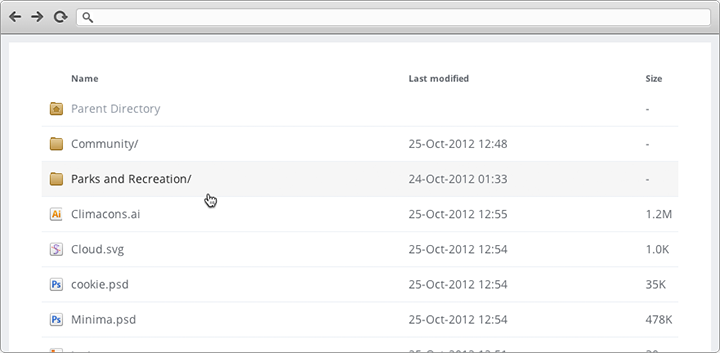 Name Last modified Size
Parent Directory -
Community/ 25-Oct-2012 12:48 -
Parks and Recreation/ 24-Oct-2012 01:33 -
Ai Climacons.ai 25-Oct-2012 12:55 1.2M
Cloud.svg 25-Oct-2012 12:54 1.0K
Ps cookie.psd 25-Oct-2012 12:54 35K
Ps Minima.psd 25-Oct-2012 12:54 478K